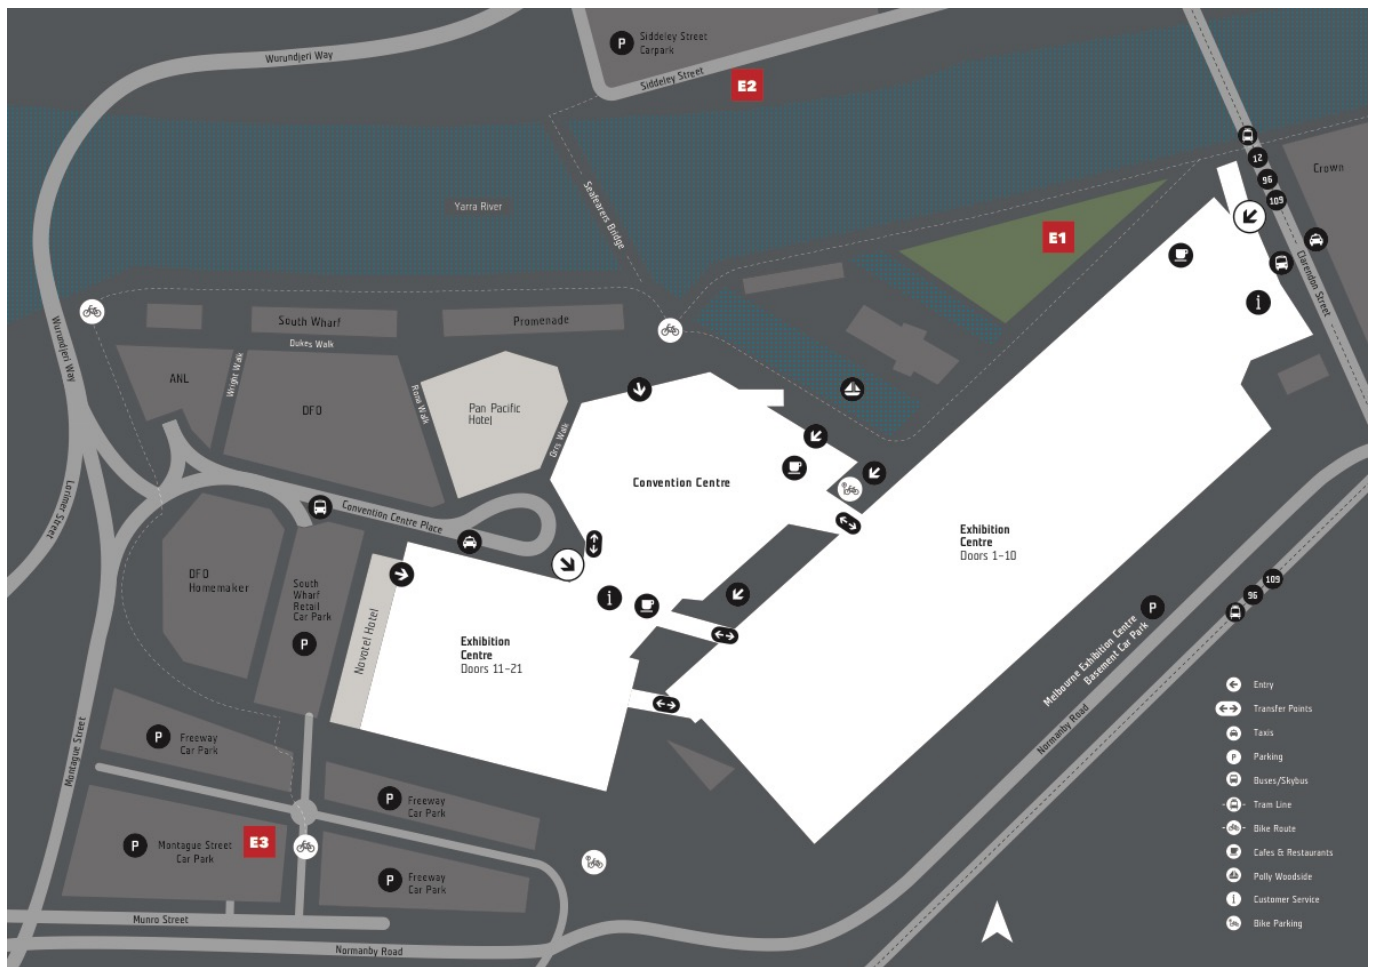 Siddeley Street
Carpark
P
Wurundjeri Way
Siddeley Street
E2
12
96
109
Crown
Yarra River
Seafarers Bridge
E1
Clarendon Street
i
South Wharf
Promenade
Dukes Walk
Wurundjeri Way
ANL
Wright Walk
DFO
Rona Walk
Pan Pacific
Hotel
Orrs Walk
Convention Centre
Lorimer Street
Convention Centre Place
Exhibition
Centre
Doors 1-10
DFO
Homemaker
South
Wharf
Retail
Car Park
P
Novotel Hotel
i
Exhibition
Centre
Doors 11-21
109
96
P
Melbourne Exhibition Centre
Basement Car Park
Normanby Road
Montague Street
P
Freeway
Car Park
P
Freeway
Car Park
P
Montague Street
Car Park
E3
P
Freeway
Car Park
Munro Street
Normanby Road
Entry
Transfer Points
Taxis
P
Parking
Buses/Skybus
Tram Line
Bike Route
Cafes & Restaurants
Polly Woodside
i
Customer Service
Bike Parking